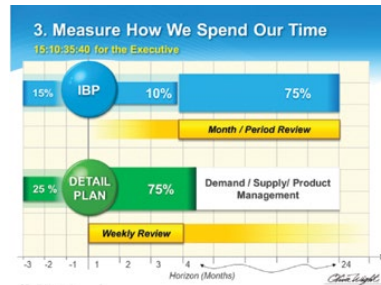 3. Measure How We Spend Our Time
15:10:35:40 for the Executive
15%
IBP
10%
75%
Month / Period Review
25 %
DETAIL
PLAN
75%
Demand / Supply/ Product
Management
Weekly Review
-3 -2 -1 1 2 3 4 24
Horizon (Months)
Oliver Wight